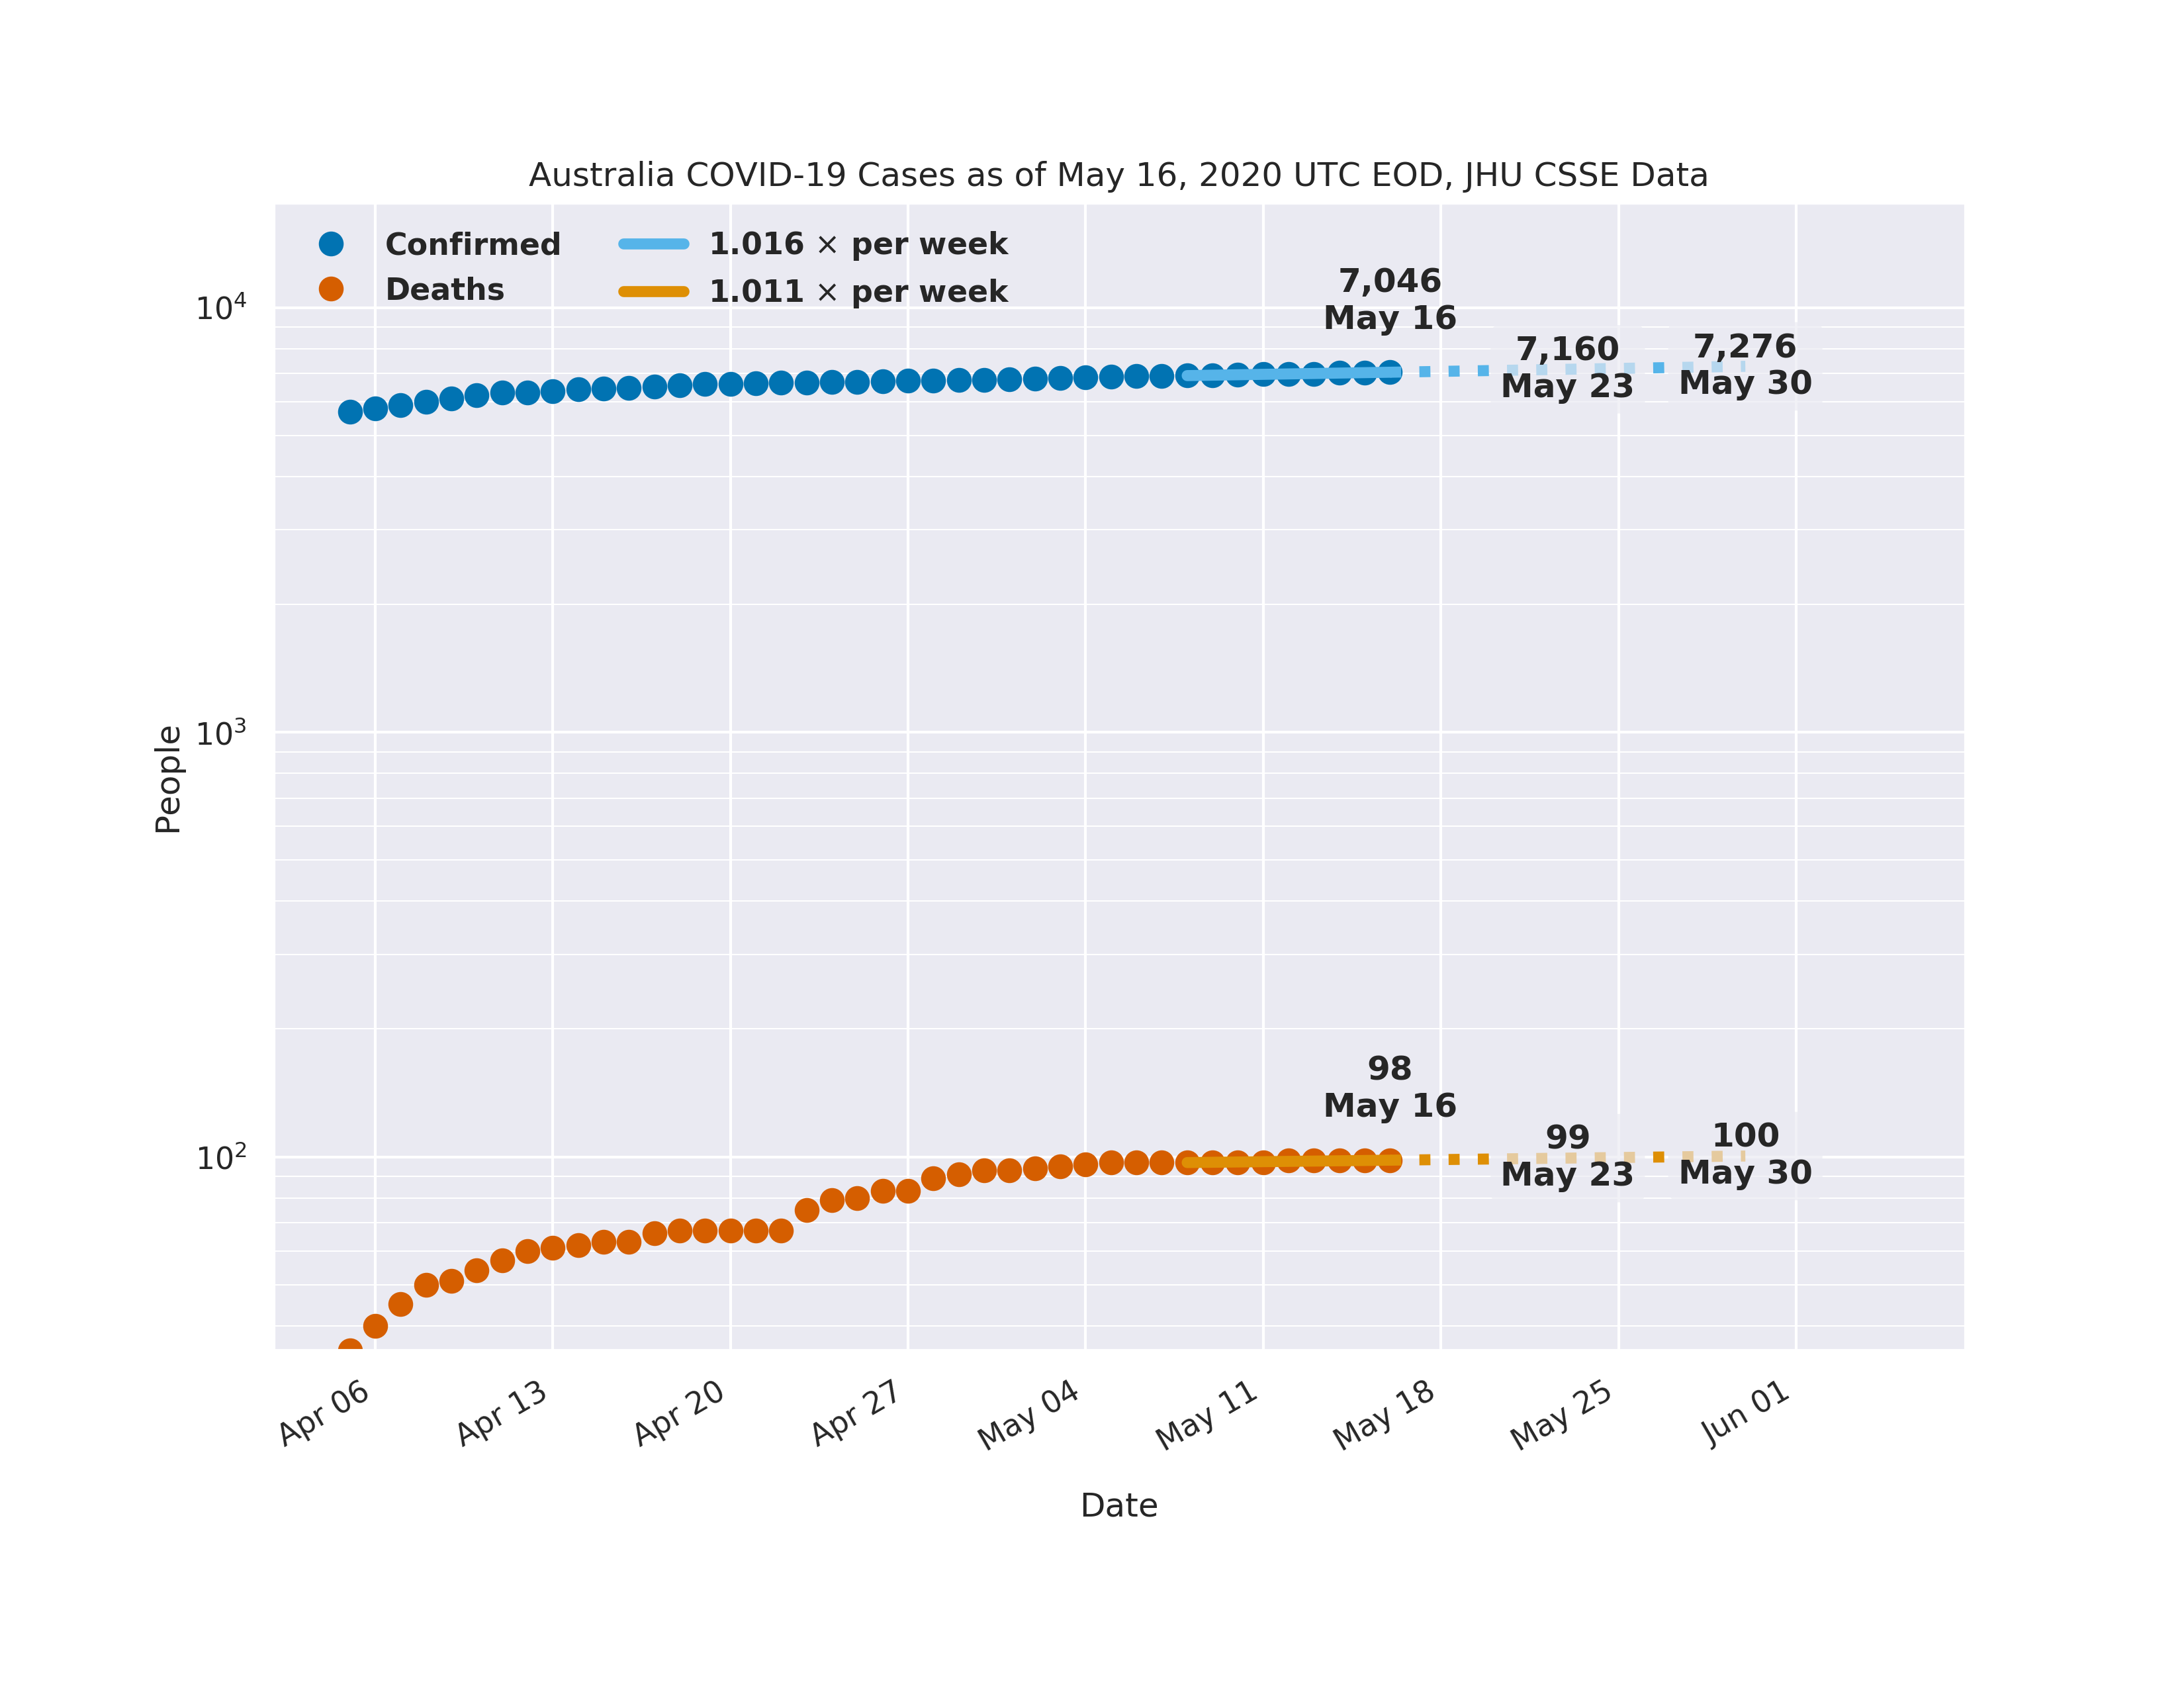 Australia COVID-19 Cases as of May 16, 2020 UTC EOD, JHU CSSE Data
Confirmed
Deaths
1.016 × per week
1.011 × per week
7,046
May 16
7,160
May 23
7,276
May 30
98
May 16
99
May 23
100
May 30
People
10⁴
10³
10²
Apr 06
Apr 13
Apr 20
Apr 27
May 04
May 11
May 18
May 25
Jun 01
Date